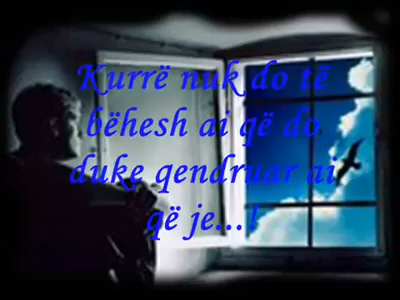 Kurrë nuk do të
bëhesh ai që do
duke qendruar ai
që je...!